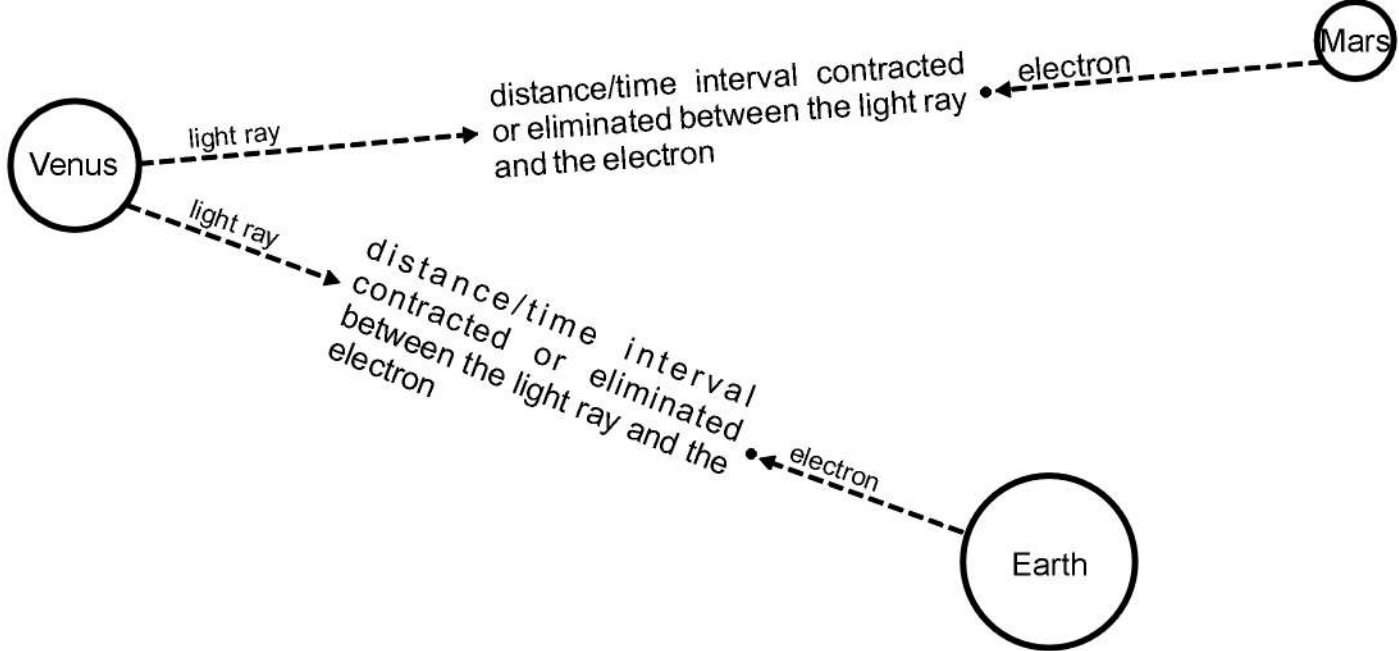 Mars
electron
distance/time interval contracted
or eliminated between the light ray
and the electron
light ray
Venus
light ray
distance/time interval
contracted or eliminated
between the light ray and the
electron
electron
Earth